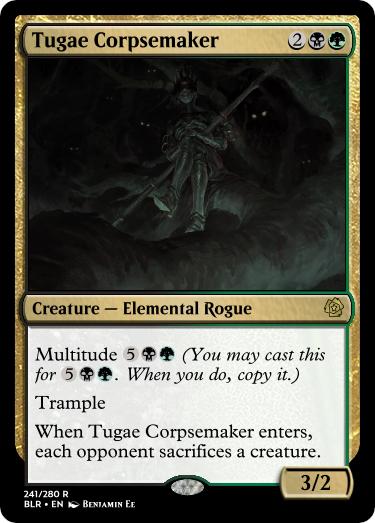 Tugae Corpsemaker 2
Creature — Elemental Rogue
Multitude 5 (You may cast this
for 5 . When you do, copy it.)
Trample
When Tugae Corpsemaker enters,
each opponent sacrifices a creature.
3/2
241/280 R
BLR • EN Benjamin Ee